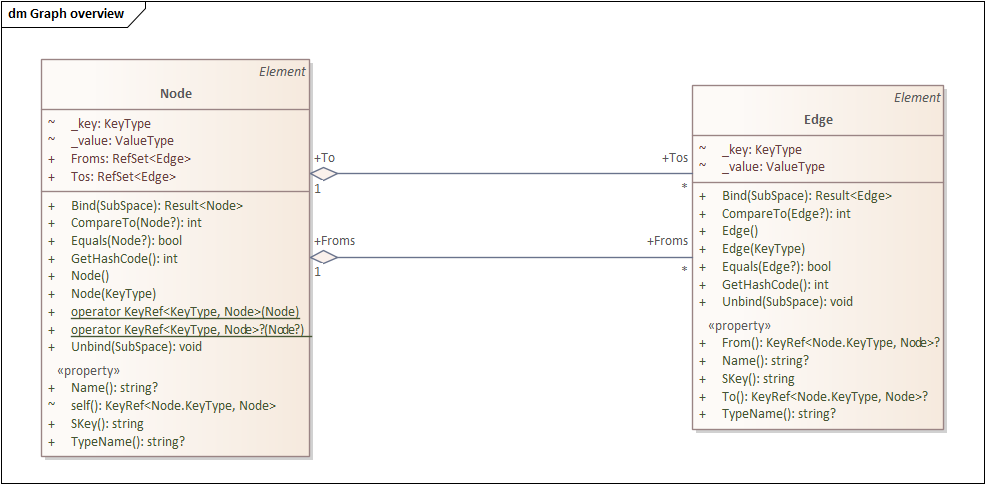 dm Graph overview
Element
Node
~ _key: KeyType
~ _value: ValueType
+ Froms: RefSet<Edge>
+ Tos: RefSet<Edge>
+ Bind(SubSpace): Result<Node>
+ CompareTo(Node?): int
+ Equals(Node?): bool
+ GetHashCode(): int
+ Node()
+ Node(KeyType)
+ operator KeyRef<KeyType, Node>(Node)
+ operator KeyRef<KeyType, Node>?(Node?)
+ Unbind(SubSpace): void
«property»
+ Name(): string?
~ self(): KeyRef<Node.KeyType, Node>
+ SKey(): string
+ TypeName(): string?
+To
1
+Tos
*
+Froms
1
+Froms
*
Element
Edge
~ _key: KeyType
~ _value: ValueType
+ Bind(SubSpace): Result<Edge>
+ CompareTo(Edge?): int
+ Edge()
+ Edge(KeyType)
+ Equals(Edge?): bool
+ GetHashCode(): int
+ Unbind(SubSpace): void
«property»
+ From(): KeyRef<Node.KeyType, Node>?
+ Name(): string?
+ SKey(): string
+ To(): KeyRef<Node.KeyType, Node>?
+ TypeName(): string?